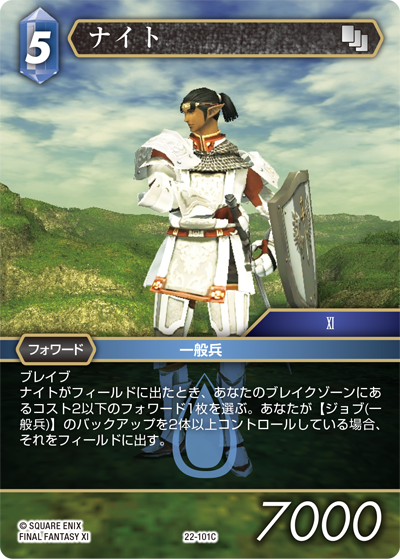 5
ナイト
XI
フォワード
一般兵
ブレイブ
ナイトがフィールドに出たとき、あなたのブレイクゾーンにあ
るコスト2以下のフォワード1枚を選ぶ。あなたが【ジョブ(一
般兵)】のバックアップを2体以上コントロールしている場合、
それをフィールドに出す。
© SQUARE ENIX
FINAL FANTASY XI
22-101C
7000